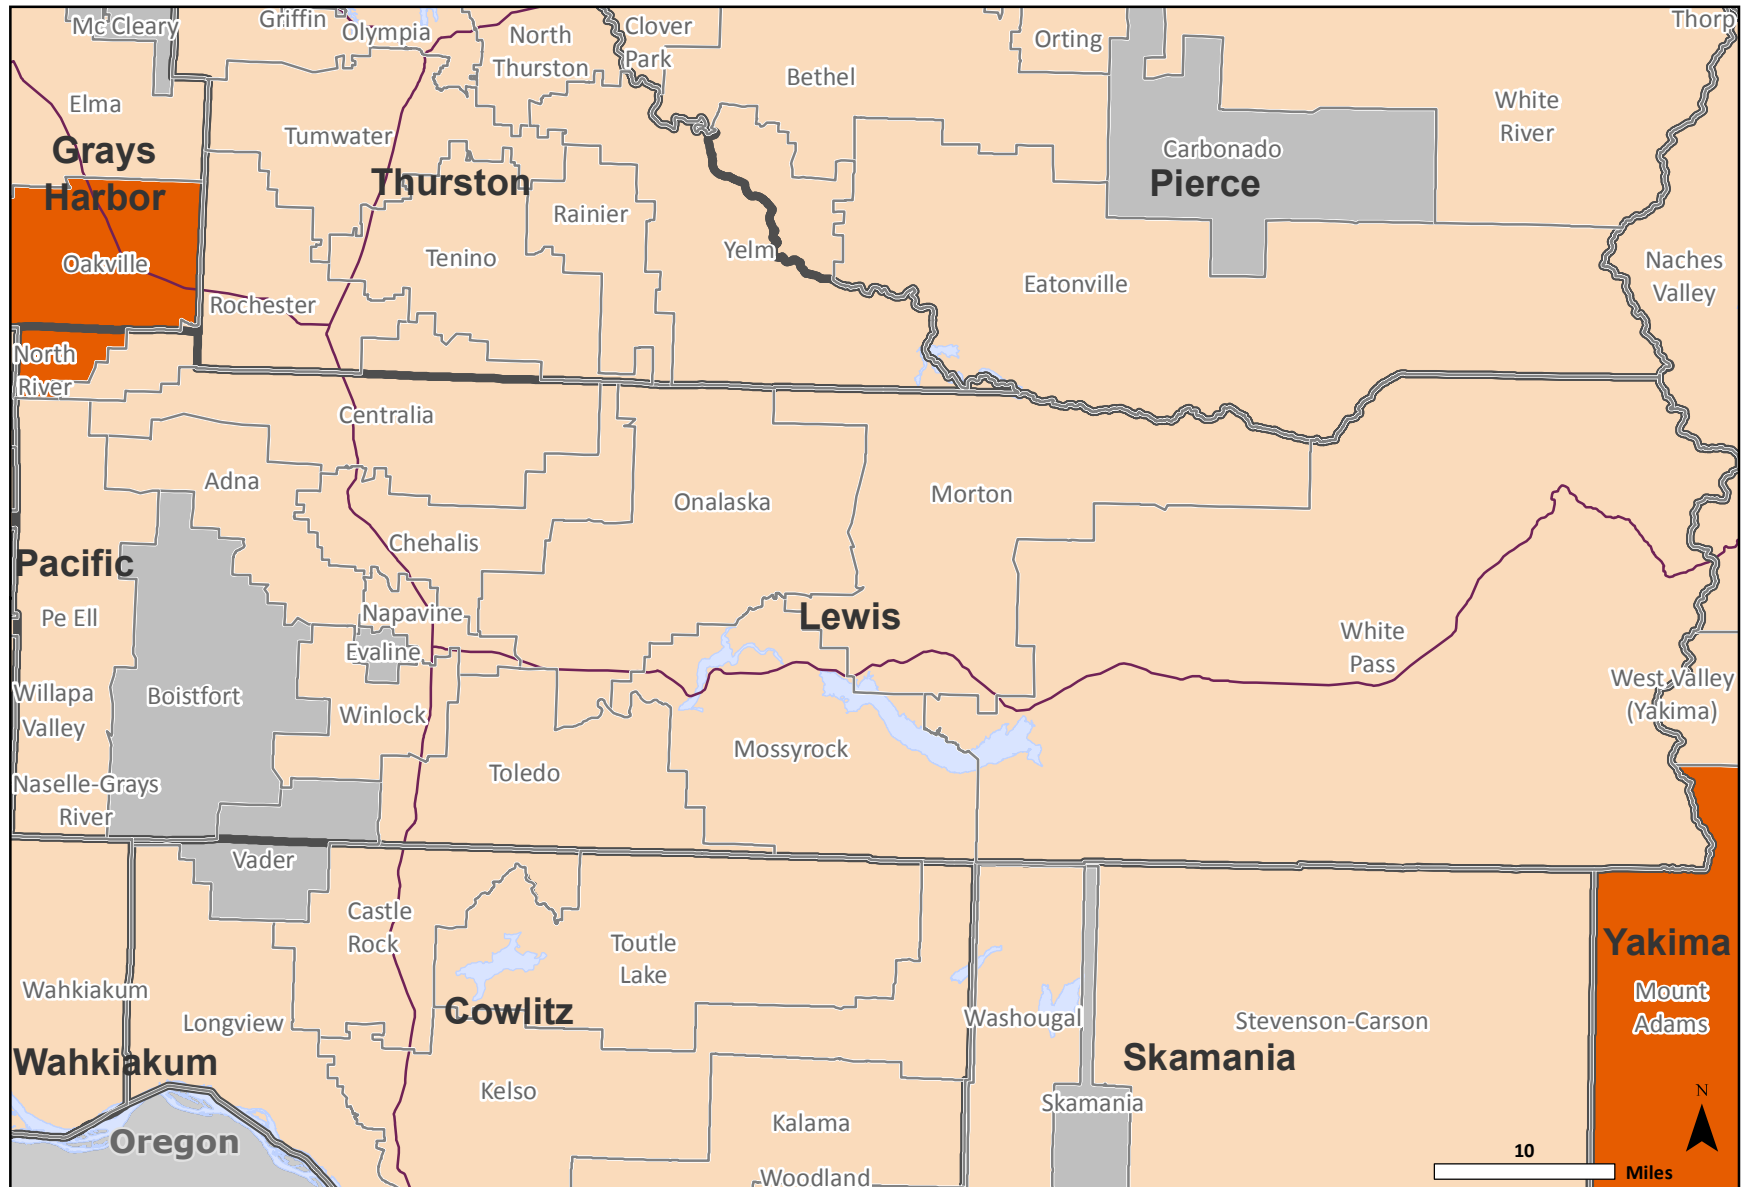 Mc Cleary
Griffin
Olympia
North
Thurston
Clover
Park
Bethel
Orting
Thorp
Elma
Grays
Harbor
Tumwater
Thurston
Rainier
White
River
Carbonado
Pierce
Oakville
Tenino
Yelm
Eatonville
Naches
Valley
Rochester
North
River
Centralia
Adna
Onalaska
Morton
Chehalis
Pacific
Pe Ell
Napavine
Lewis
Evaline
White
Pass
Willapa
Valley
Boistfort
Winlock
West Valley
(Yakima)
Mossyrock
Toledo
Naselle-Grays
River
Vader
Castle
Rock
Toutle
Lake
Yakima
Mount
Adams
Wahkiakum
Longview
Cowlitz
Washougal
Stevenson-Carson
Wahkiakum
Skamania
Kelso
Skamania
Kalama
Oregon
Woodland
N
10
Miles